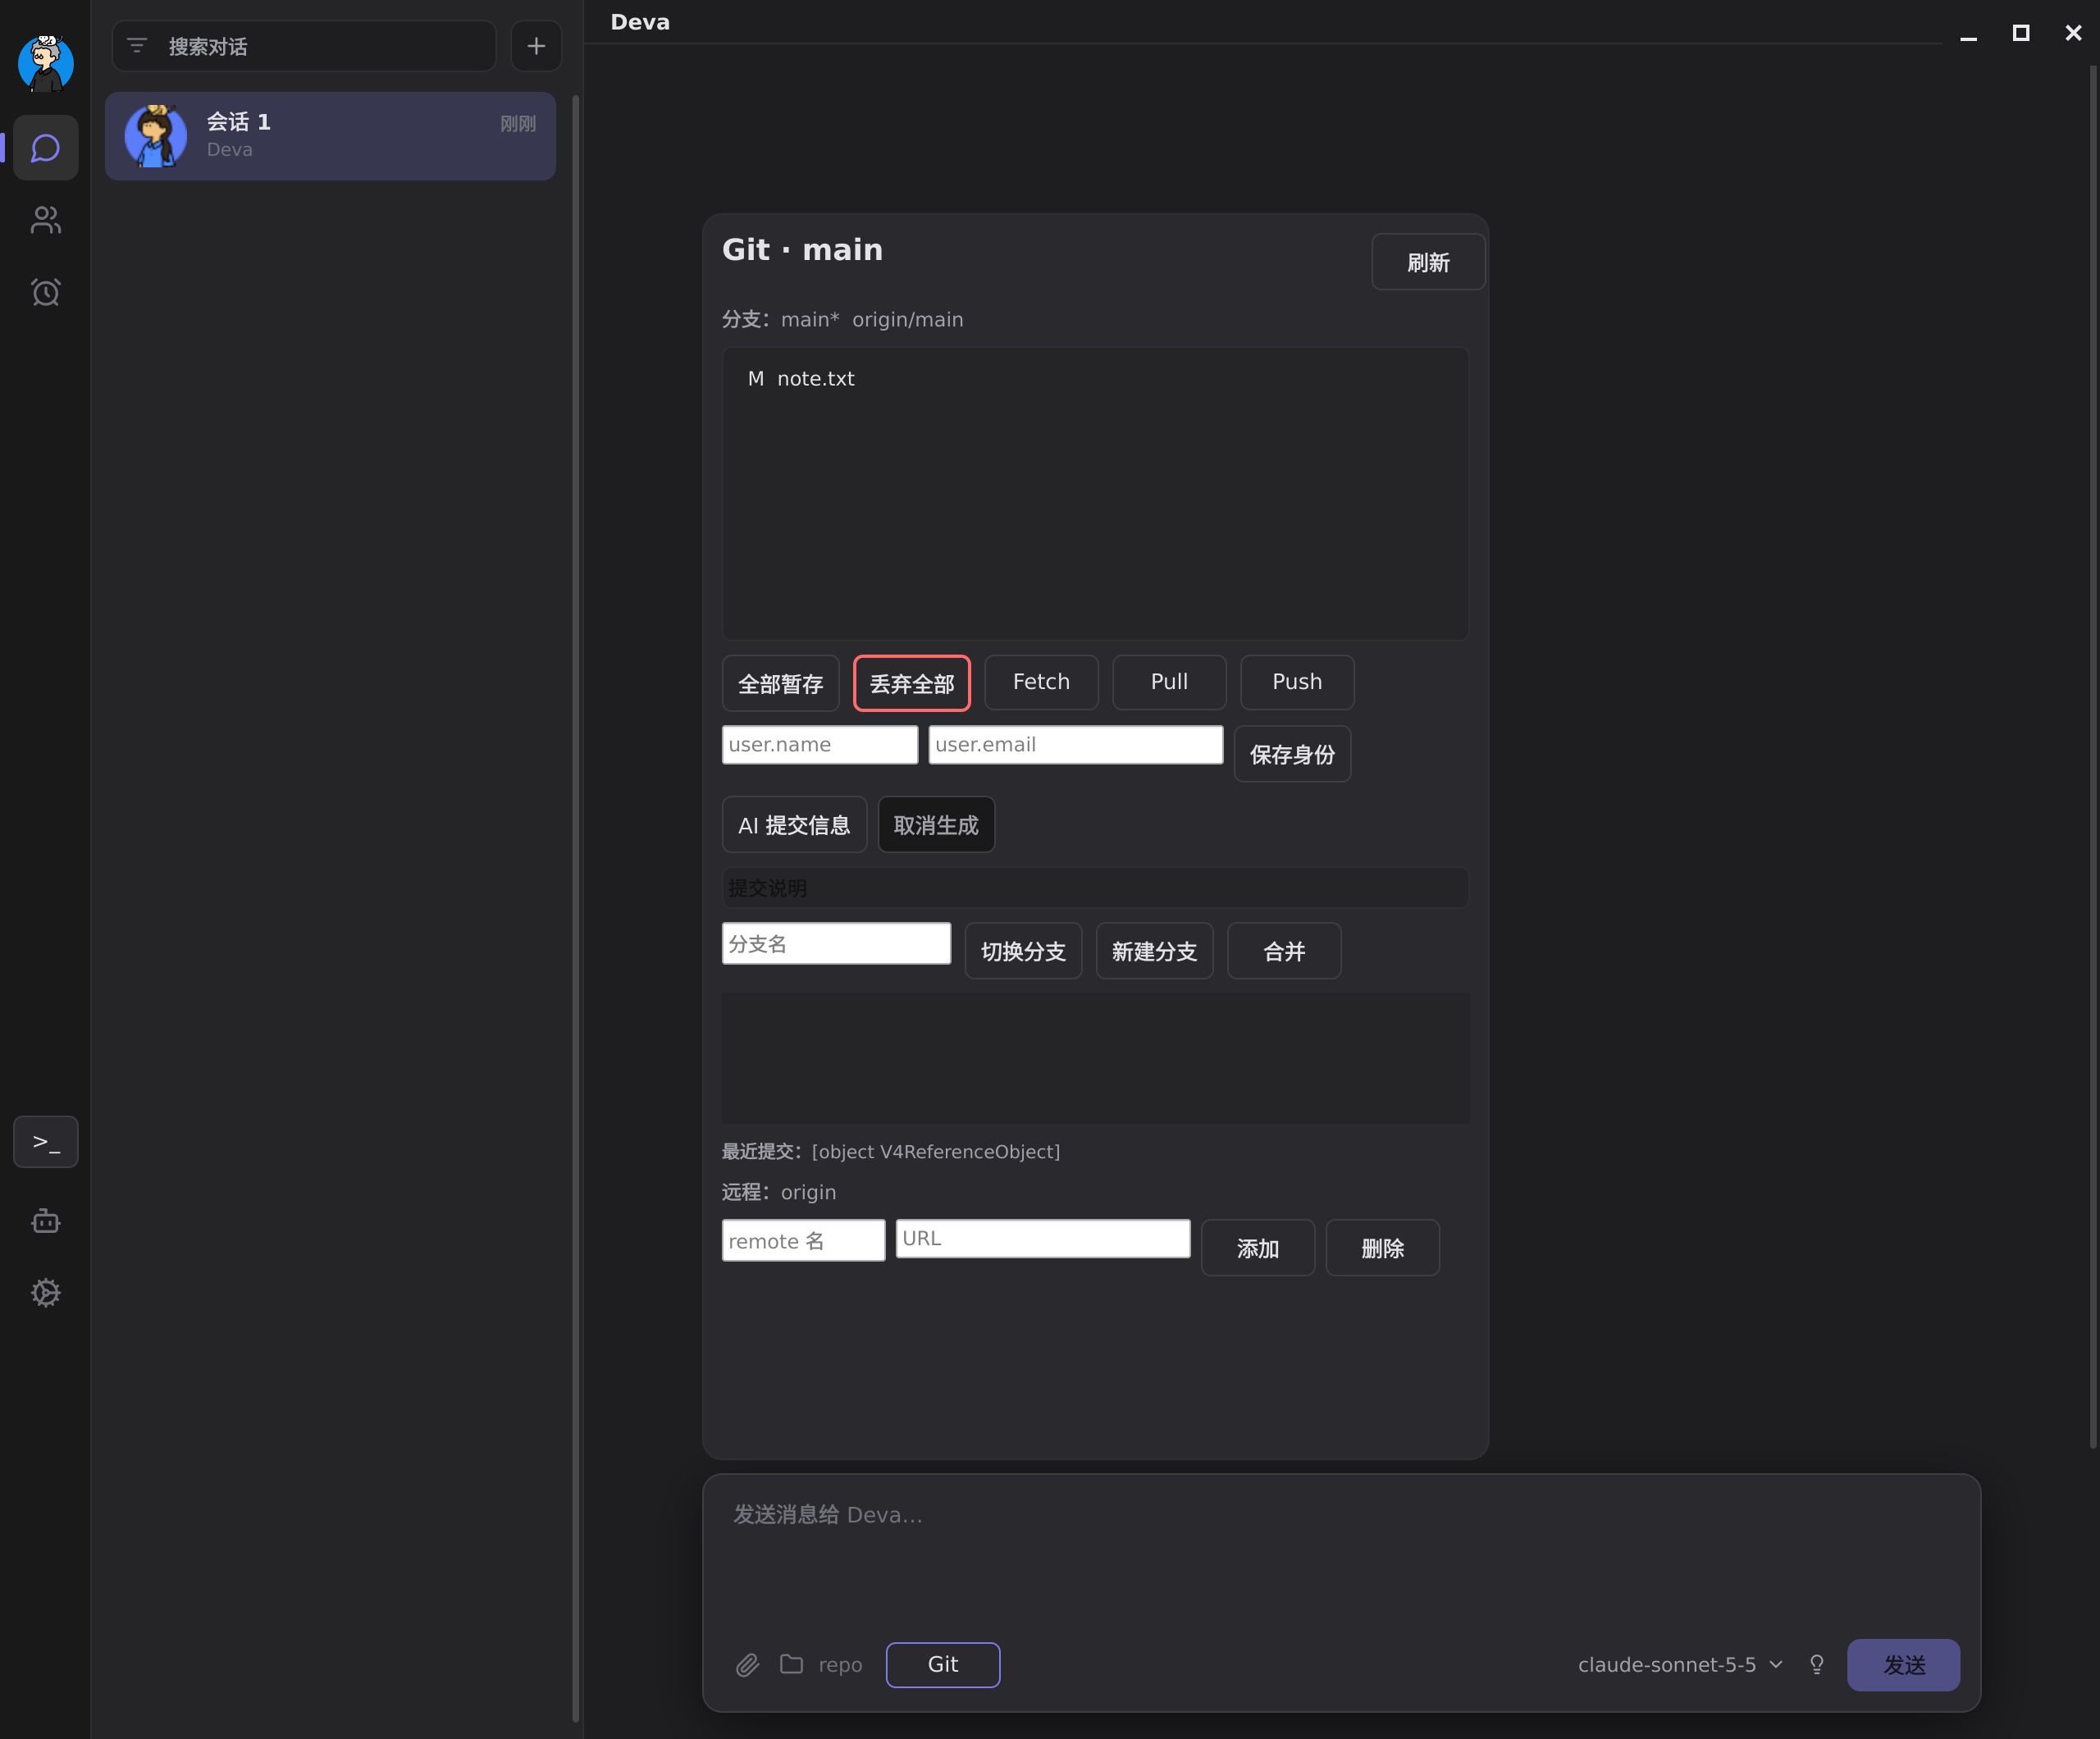 Deva
搜索对话
会话 1
刚刚
Deva
Git · main
刷新
分支：main* origin/main
M note.txt
全部暂存 丢弃全部 Fetch Pull Push
user.name user.email 保存身份
AI 提交信息 取消生成
提交说明
分支名 切换分支 新建分支 合并
最近提交：[object V4ReferenceObject]
远程：origin
remote 名 URL 添加 删除
>_
发送消息给 Deva...
repo Git claude-sonnet-5-5 发送